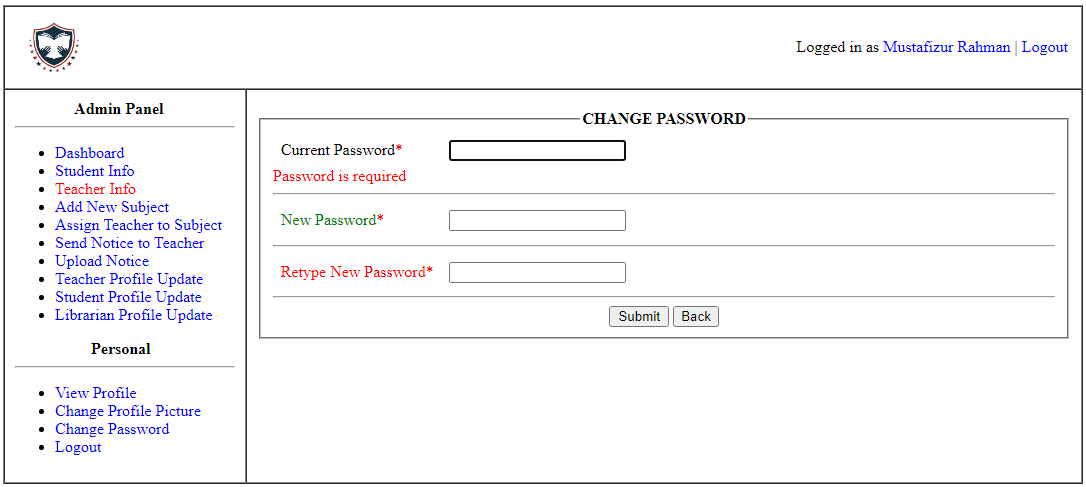 Logged in as Mustafizur Rahman | Logout
Admin Panel
Dashboard
Student Info
Teacher Info
Add New Subject
Assign Teacher to Subject
Send Notice to Teacher
Upload Notice
Teacher Profile Update
Student Profile Update
Librarian Profile Update
Personal
View Profile
Change Profile Picture
Change Password
Logout
CHANGE PASSWORD
Current Password*
Password is required
New Password*
Retype New Password*
Submit Back